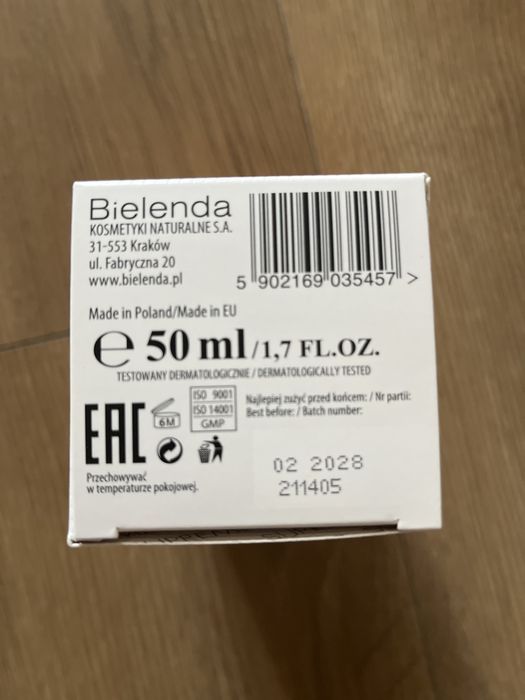 Bielenda
KOSMETYKI NATURALNE S.A.
31-553 Kraków
ul. Fabryczna 20
www.bielenda.pl
5 902169 035457 >
Made in Poland/Made in EU
e 50 ml/1,7 FL.OZ.
TESTOWANY DERMATOLOGICZNIE / DERMATOLOGICALLY TESTED
EAC
6M
ISO 9001
ISO 14001
GMP
Najlepiej zużyć przed końcem: / Nr partii:
Best before: / Batch number:
02 2028
211405
Przechowywać
w temperaturze pokojowej.